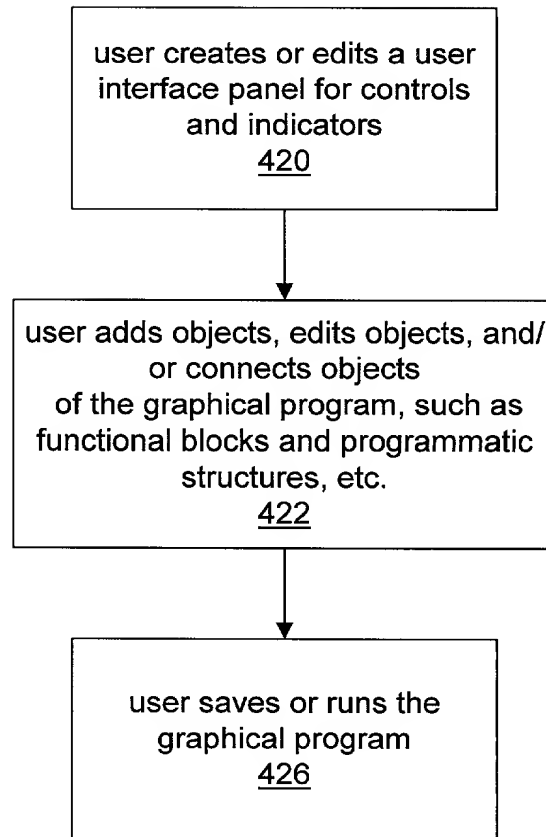 user creates or edits a user
interface panel for controls
and indicators
420
user adds objects, edits objects, and/
or connects objects
of the graphical program, such as
functional blocks and programmatic
structures, etc.
422
user saves or runs the
graphical program
426